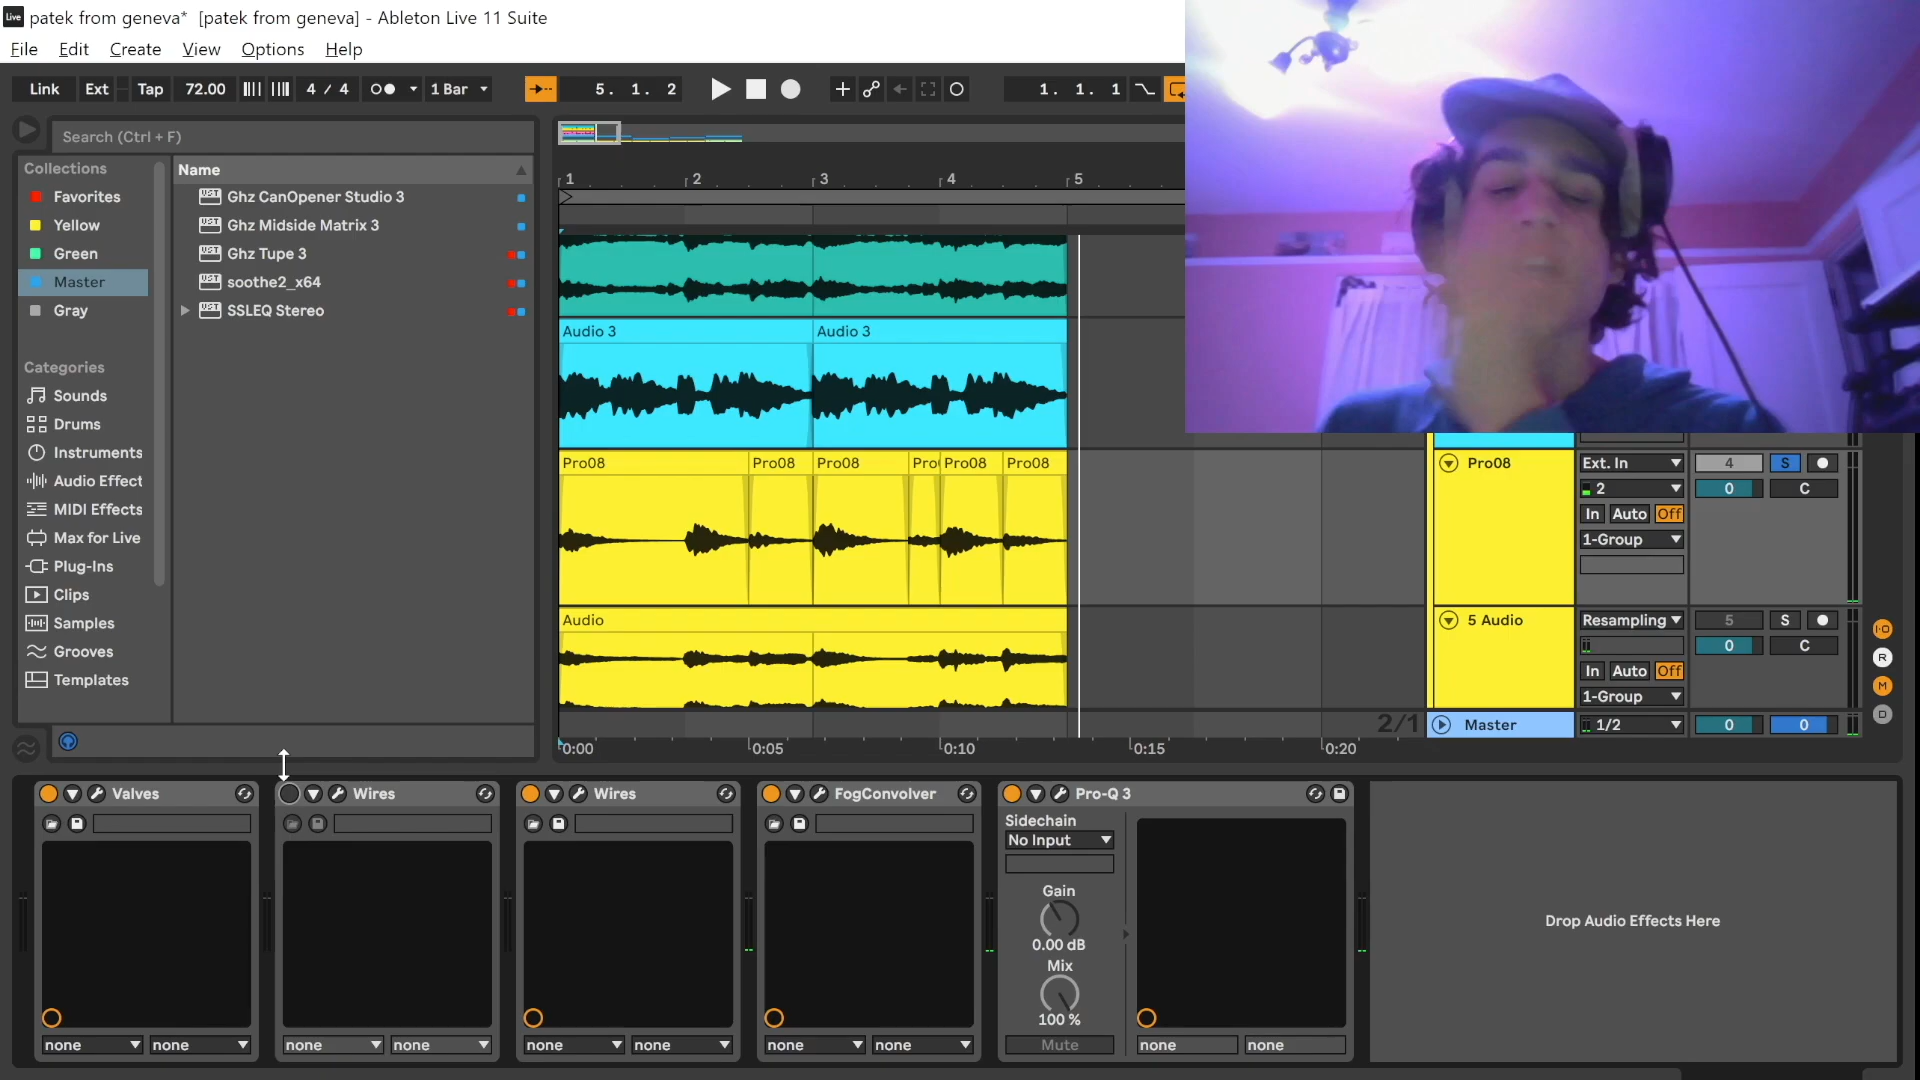 patek from geneva* [patek from geneva] - Ableton Live 11 Suite
File Edit Create View Options Help
Link Ext Tap 72.00 4 / 4 1 Bar 5. 1. 2 1. 1. 1
Search (Ctrl + F)
Collections
Favorites
Yellow
Green
Master
Gray
Categories
Sounds
Drums
Instruments
Audio Effect
MIDI Effects
Max for Live
Plug-Ins
Clips
Samples
Grooves
Templates
Name
Ghz CanOpener Studio 3
Ghz Midside Matrix 3
Ghz Tupe 3
soothe2_x64
SSLEQ Stereo
1 2 3 4 5
Audio 3 Audio 3
Pro08 Pro08 Pro08 Pro Pro08 Pro08
Audio
0:00 0:05 0:10 0:15 0:20
2/1
Pro08 Ext. In 4 S
2 0 C
In Auto Off
1-Group
5 Audio Resampling 5 S
0 C
In Auto Off
1-Group
Master 1/2 0 0
I·O
R
M
D
Valves Wires Wires FogConvolver Pro-Q 3
Sidechain
No Input
Gain
0.00 dB
Mix
100 %
Mute
none none none none none none none none none none
Drop Audio Effects Here